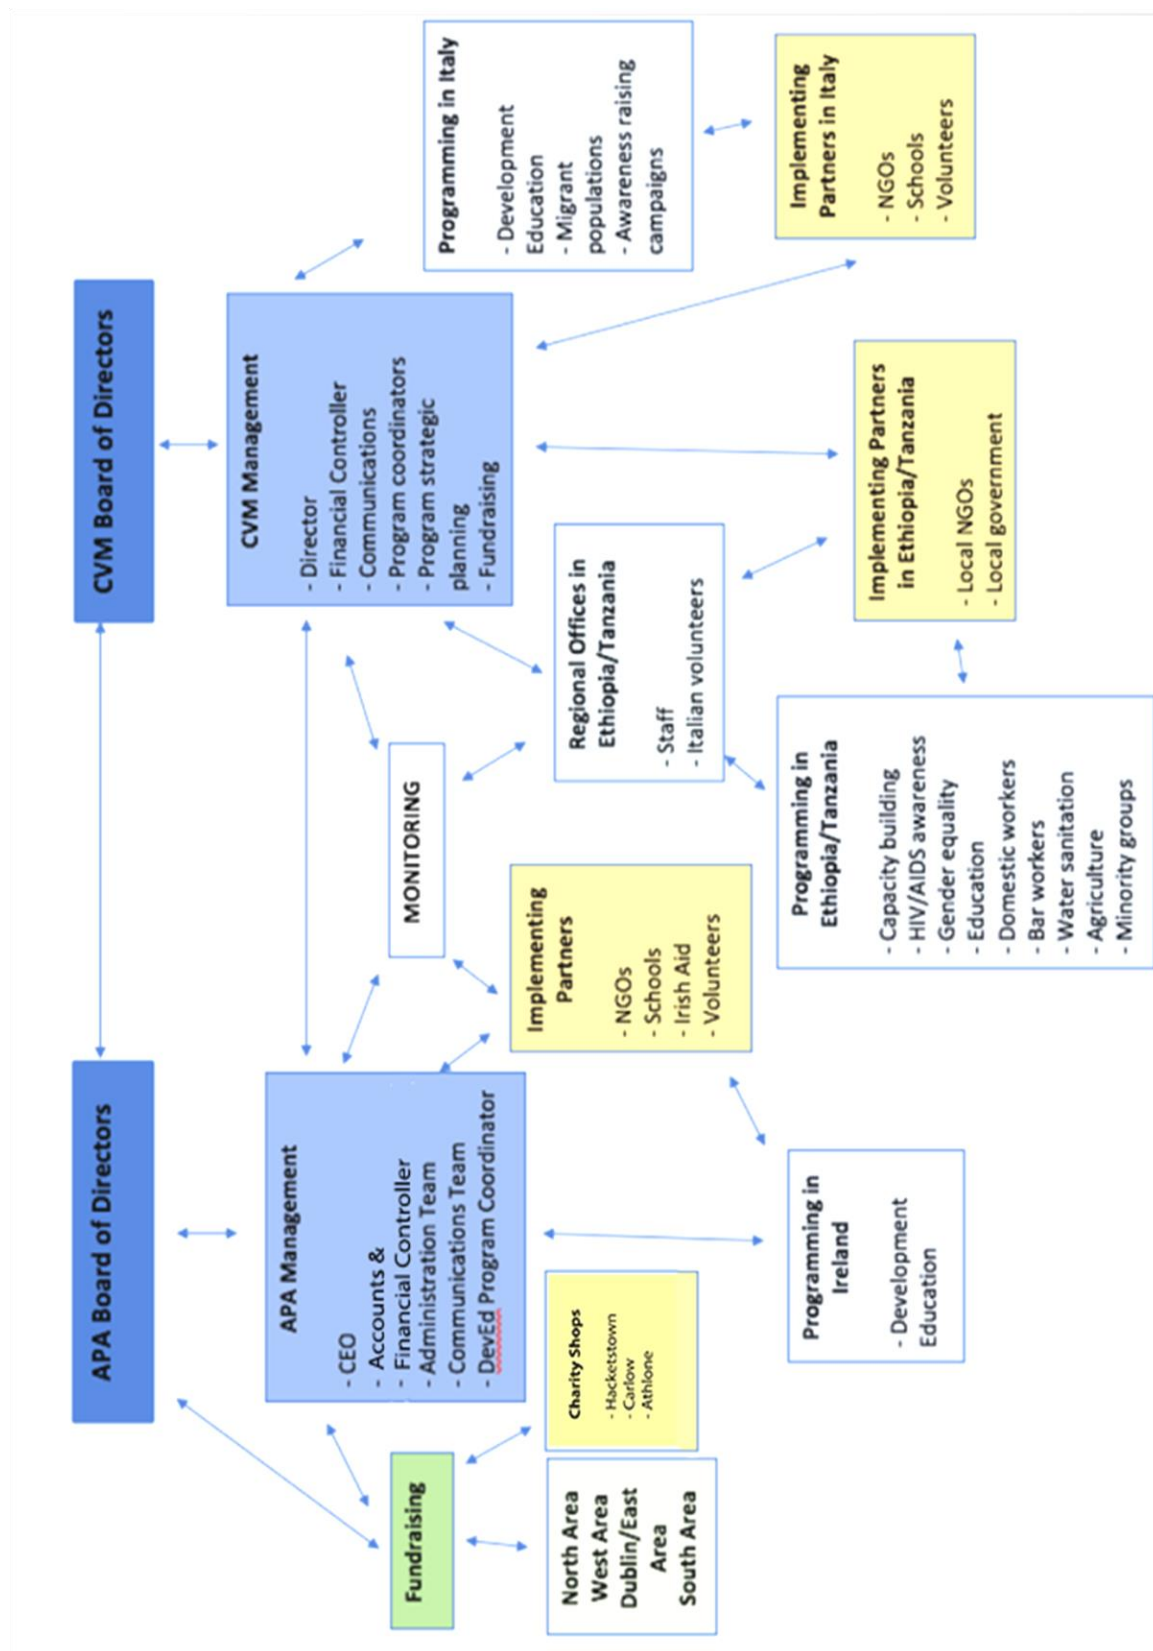 APA Board of Directors
CVM Board of Directors
APA Management
- CEO
- Accounts &
- Financial Controller
- Administration Team
- Communications Team
- DevEd Program Coordinator
CVM Management
- Director
- Financial Controller
- Communications
- Program coordinators
- Program strategic
planning
- Fundraising
Fundraising
MONITORING
Programming in Italy
- Development
Education
- Migrant
populations
- Awareness raising
campaigns
North Area
West Area
Dublin/East
Area
South Area
Charity Shops
- Hacketstown
- Carlow
- Athlone
Implementing
Partners
- NGOs
- Schools
- Irish Aid
- Volunteers
Regional Offices in
Ethiopia/Tanzania
- Staff
- Italian volunteers
Implementing
Partners in Italy
- NGOs
- Schools
- Volunteers
Programming in
Ireland
- Development
Education
Programming in
Ethiopia/Tanzania
- Capacity building
- HIV/AIDS awareness
- Gender equality
- Education
- Domestic workers
- Bar workers
- Water sanitation
- Agriculture
- Minority groups
Implementing Partners
in Ethiopia/Tanzania
- Local NGOs
- Local government